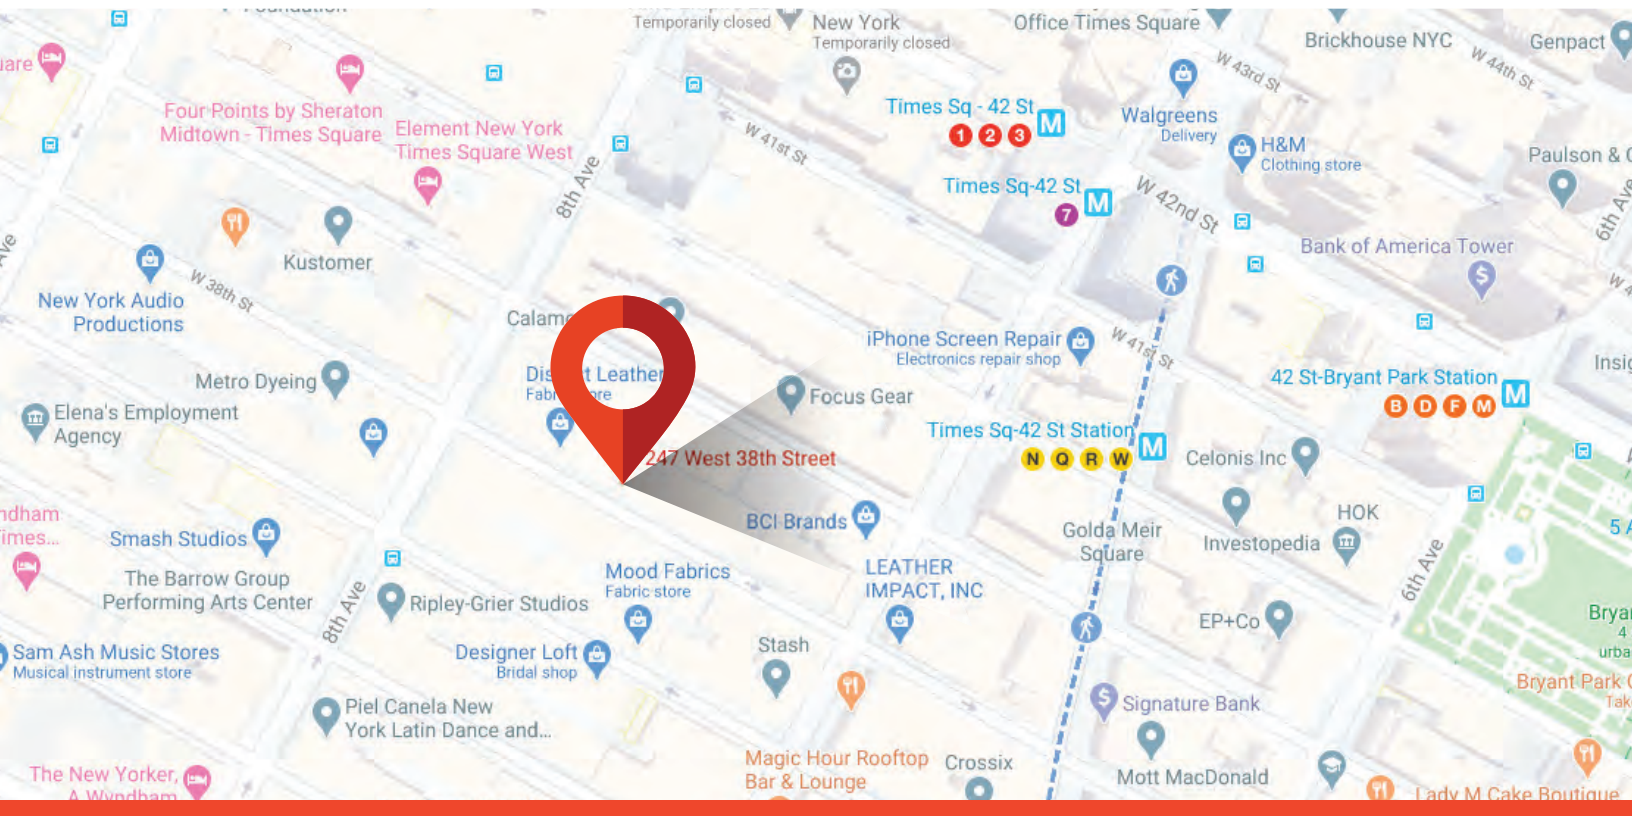 Temporarily closed
New York
Temporarily closed
Office Times Square
Brickhouse NYC
Genpact
W 43rd St
W 44th St
Four Points by Sheraton
Midtown - Times Square
Element New York
Times Square West
Times Sq - 42 St
M
1 2 3
Walgreens
Delivery
H&M
Clothing store
W 41st St
8th Ave
Times Sq-42 St
M
7
W 42nd St
Paulson &
6th Ave
Bank of America Tower
Kustomer
W 38th St
New York Audio
Productions
iPhone Screen Repair
Electronics repair shop
W 41st St
Metro Dyeing
Leather
42 St-Bryant Park Station
M
B D F M
Focus Gear
Elena's Employment
Agency
Times Sq-42 St Station
M
N Q R W
247 West 38th Street
Celonis Inc
BCI Brands
HOK
Golda Meir
Square
Investopedia
Smash Studios
The Barrow Group
Performing Arts Center
Mood Fabrics
Fabric store
LEATHER
IMPACT, INC
6th Ave
8th Ave
Ripley-Grier Studios
EP+Co
Sam Ash Music Stores
Musical instrument store
Designer Loft
Bridal shop
Stash
Bryant Park
Signature Bank
Piel Canela New
York Latin Dance and...
Magic Hour Rooftop
Bar & Lounge
Crossix
Mott MacDonald
The New Yorker,
A Wyndham
Lady M Cake Boutique